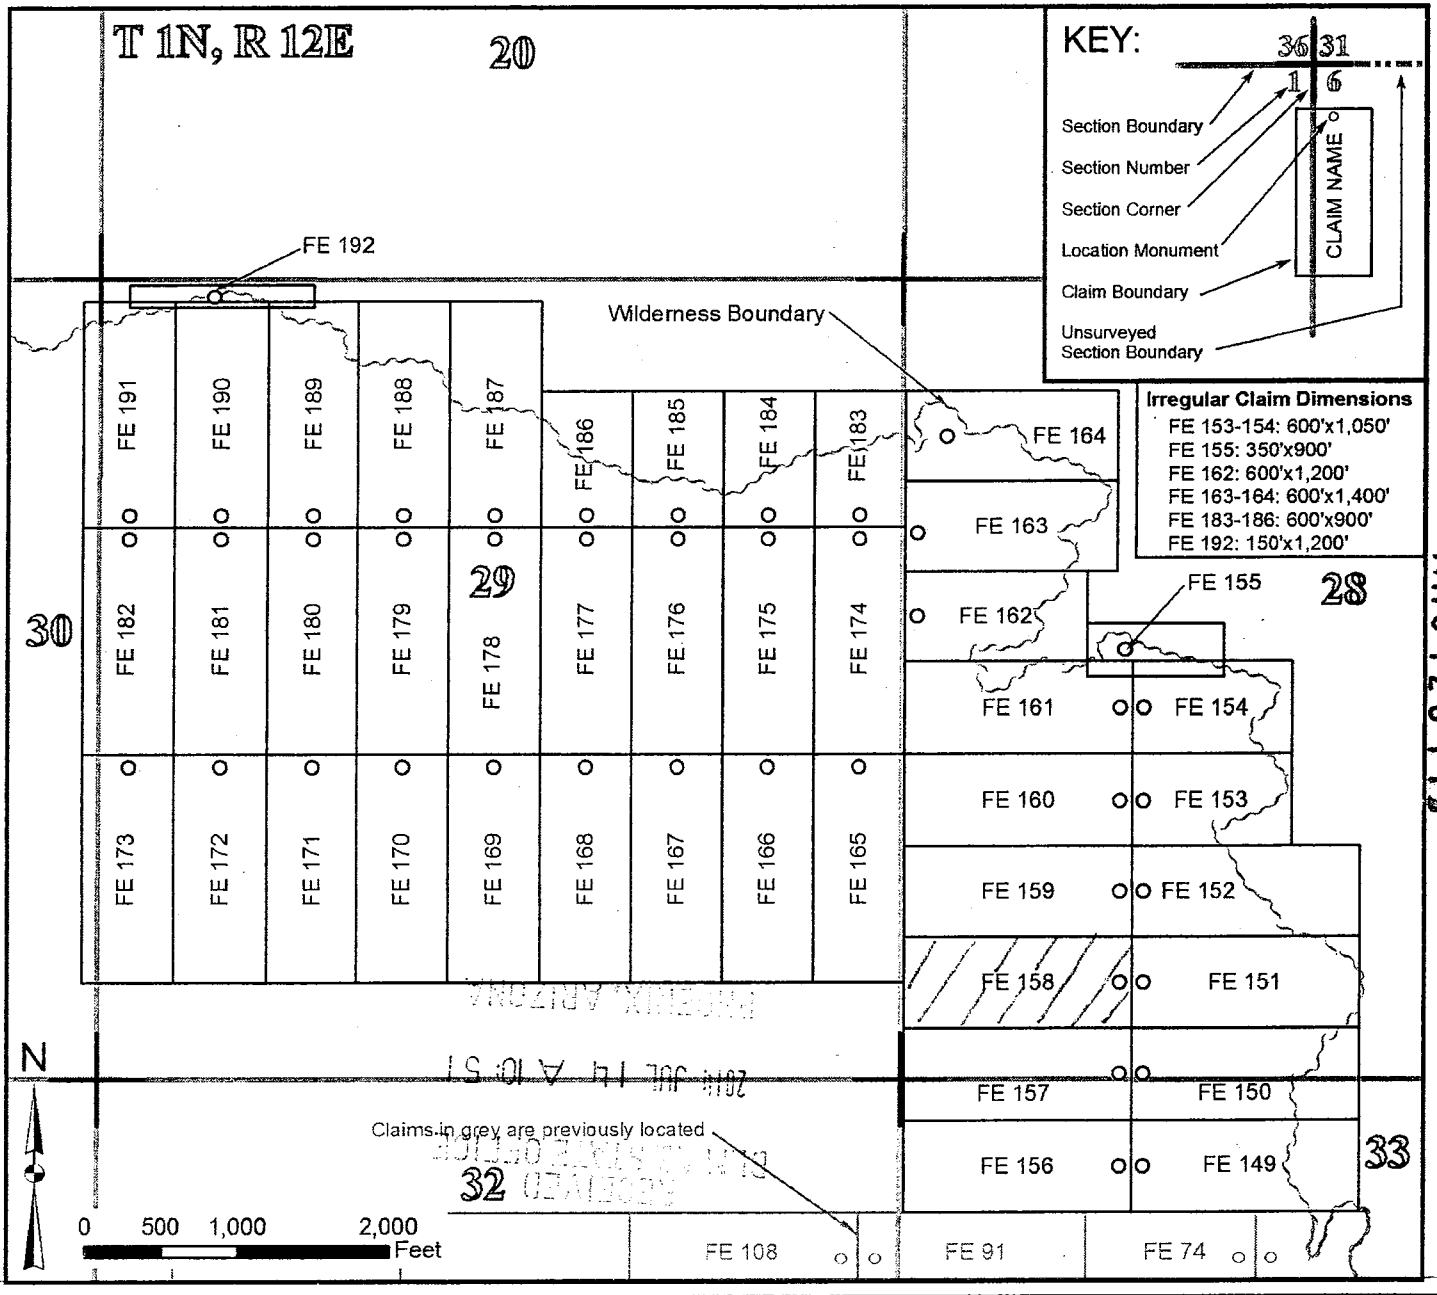 T 1N, R 12E
20
KEY:
36 31
1 6
Section Boundary
Section Number
Section Corner
Location Monument
Claim Boundary
Unsurveyed
Section Boundary
CLAIM NAME
FE 192
Wilderness Boundary
Irregular Claim Dimensions
FE 153-154: 600'x1,050'
FE 155: 350'x900'
FE 162: 600'x1,200'
FE 163-164: 600'x1,400'
FE 183-186: 600'x900'
FE 192: 150'x1,200'
FE 191
FE 190
FE 189
FE 188
FE 187
FE 186
FE 185
FE 184
FE 183
FE 164
FE 163
29
28
30
FE 155
FE 182
FE 181
FE 180
FE 179
FE 178
FE 177
FE 176
FE 175
FE 174
FE 162
FE 161
FE 154
FE 160
FE 153
FE 173
FE 172
FE 171
FE 170
FE 169
FE 168
FE 167
FE 166
FE 165
FE 159
FE 152
FE 158
FE 151
PHOENIX, ARIZONA
2014 JUL 14 A 10:51
N
FE 157
FE 150
Claims in grey are previously located
RECEIVED
32
FE 156
FE 149
33
0 500 1,000 2,000
Feet
FE 108
FE 91
FE 74